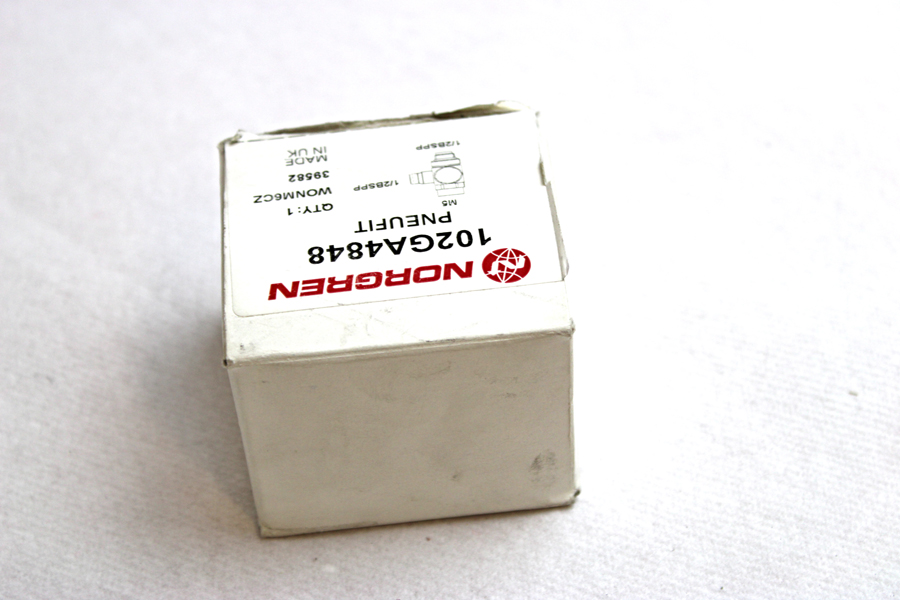 NORGREN
102GA4848
PNEUFIT
M5
1/2BSPP
1/2BSPP
QTY:1
WONM6CZ
39582
MADE
IN UK